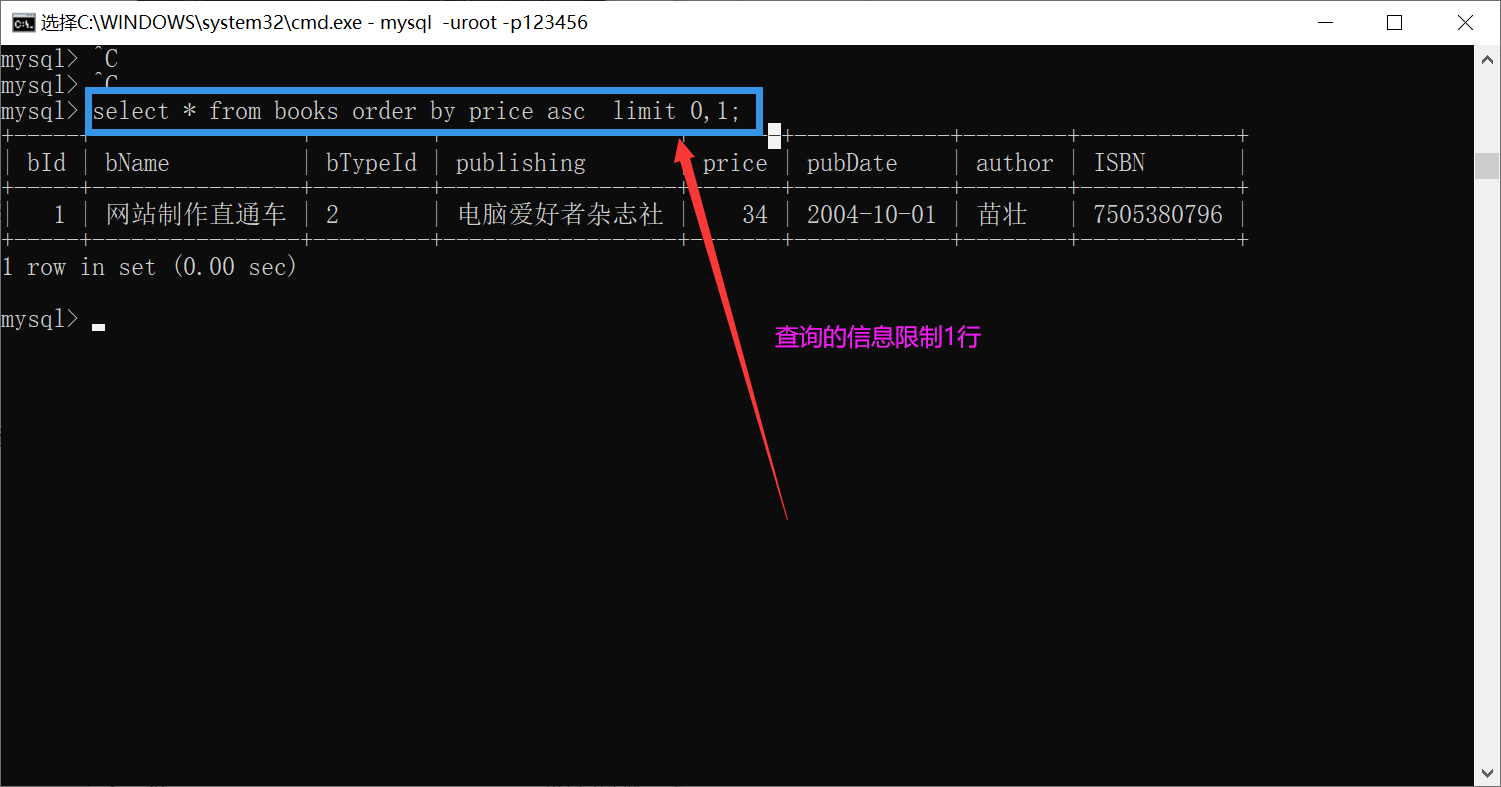 选择C:\WINDOWS\system32\cmd.exe - mysql  -uroot -p123456
mysql> ^C
mysql> ^C
mysql> select * from books order by price asc  limit 0,1;
| bId | bName | bTypeId | publishing | price | pubDate | author | ISBN |
| 1 | 网站制作直通车 | 2 | 电脑爱好者杂志社 | 34 | 2004-10-01 | 苗壮 | 7505380796 |
1 row in set (0.00 sec)
mysql>
查询的信息限制1行